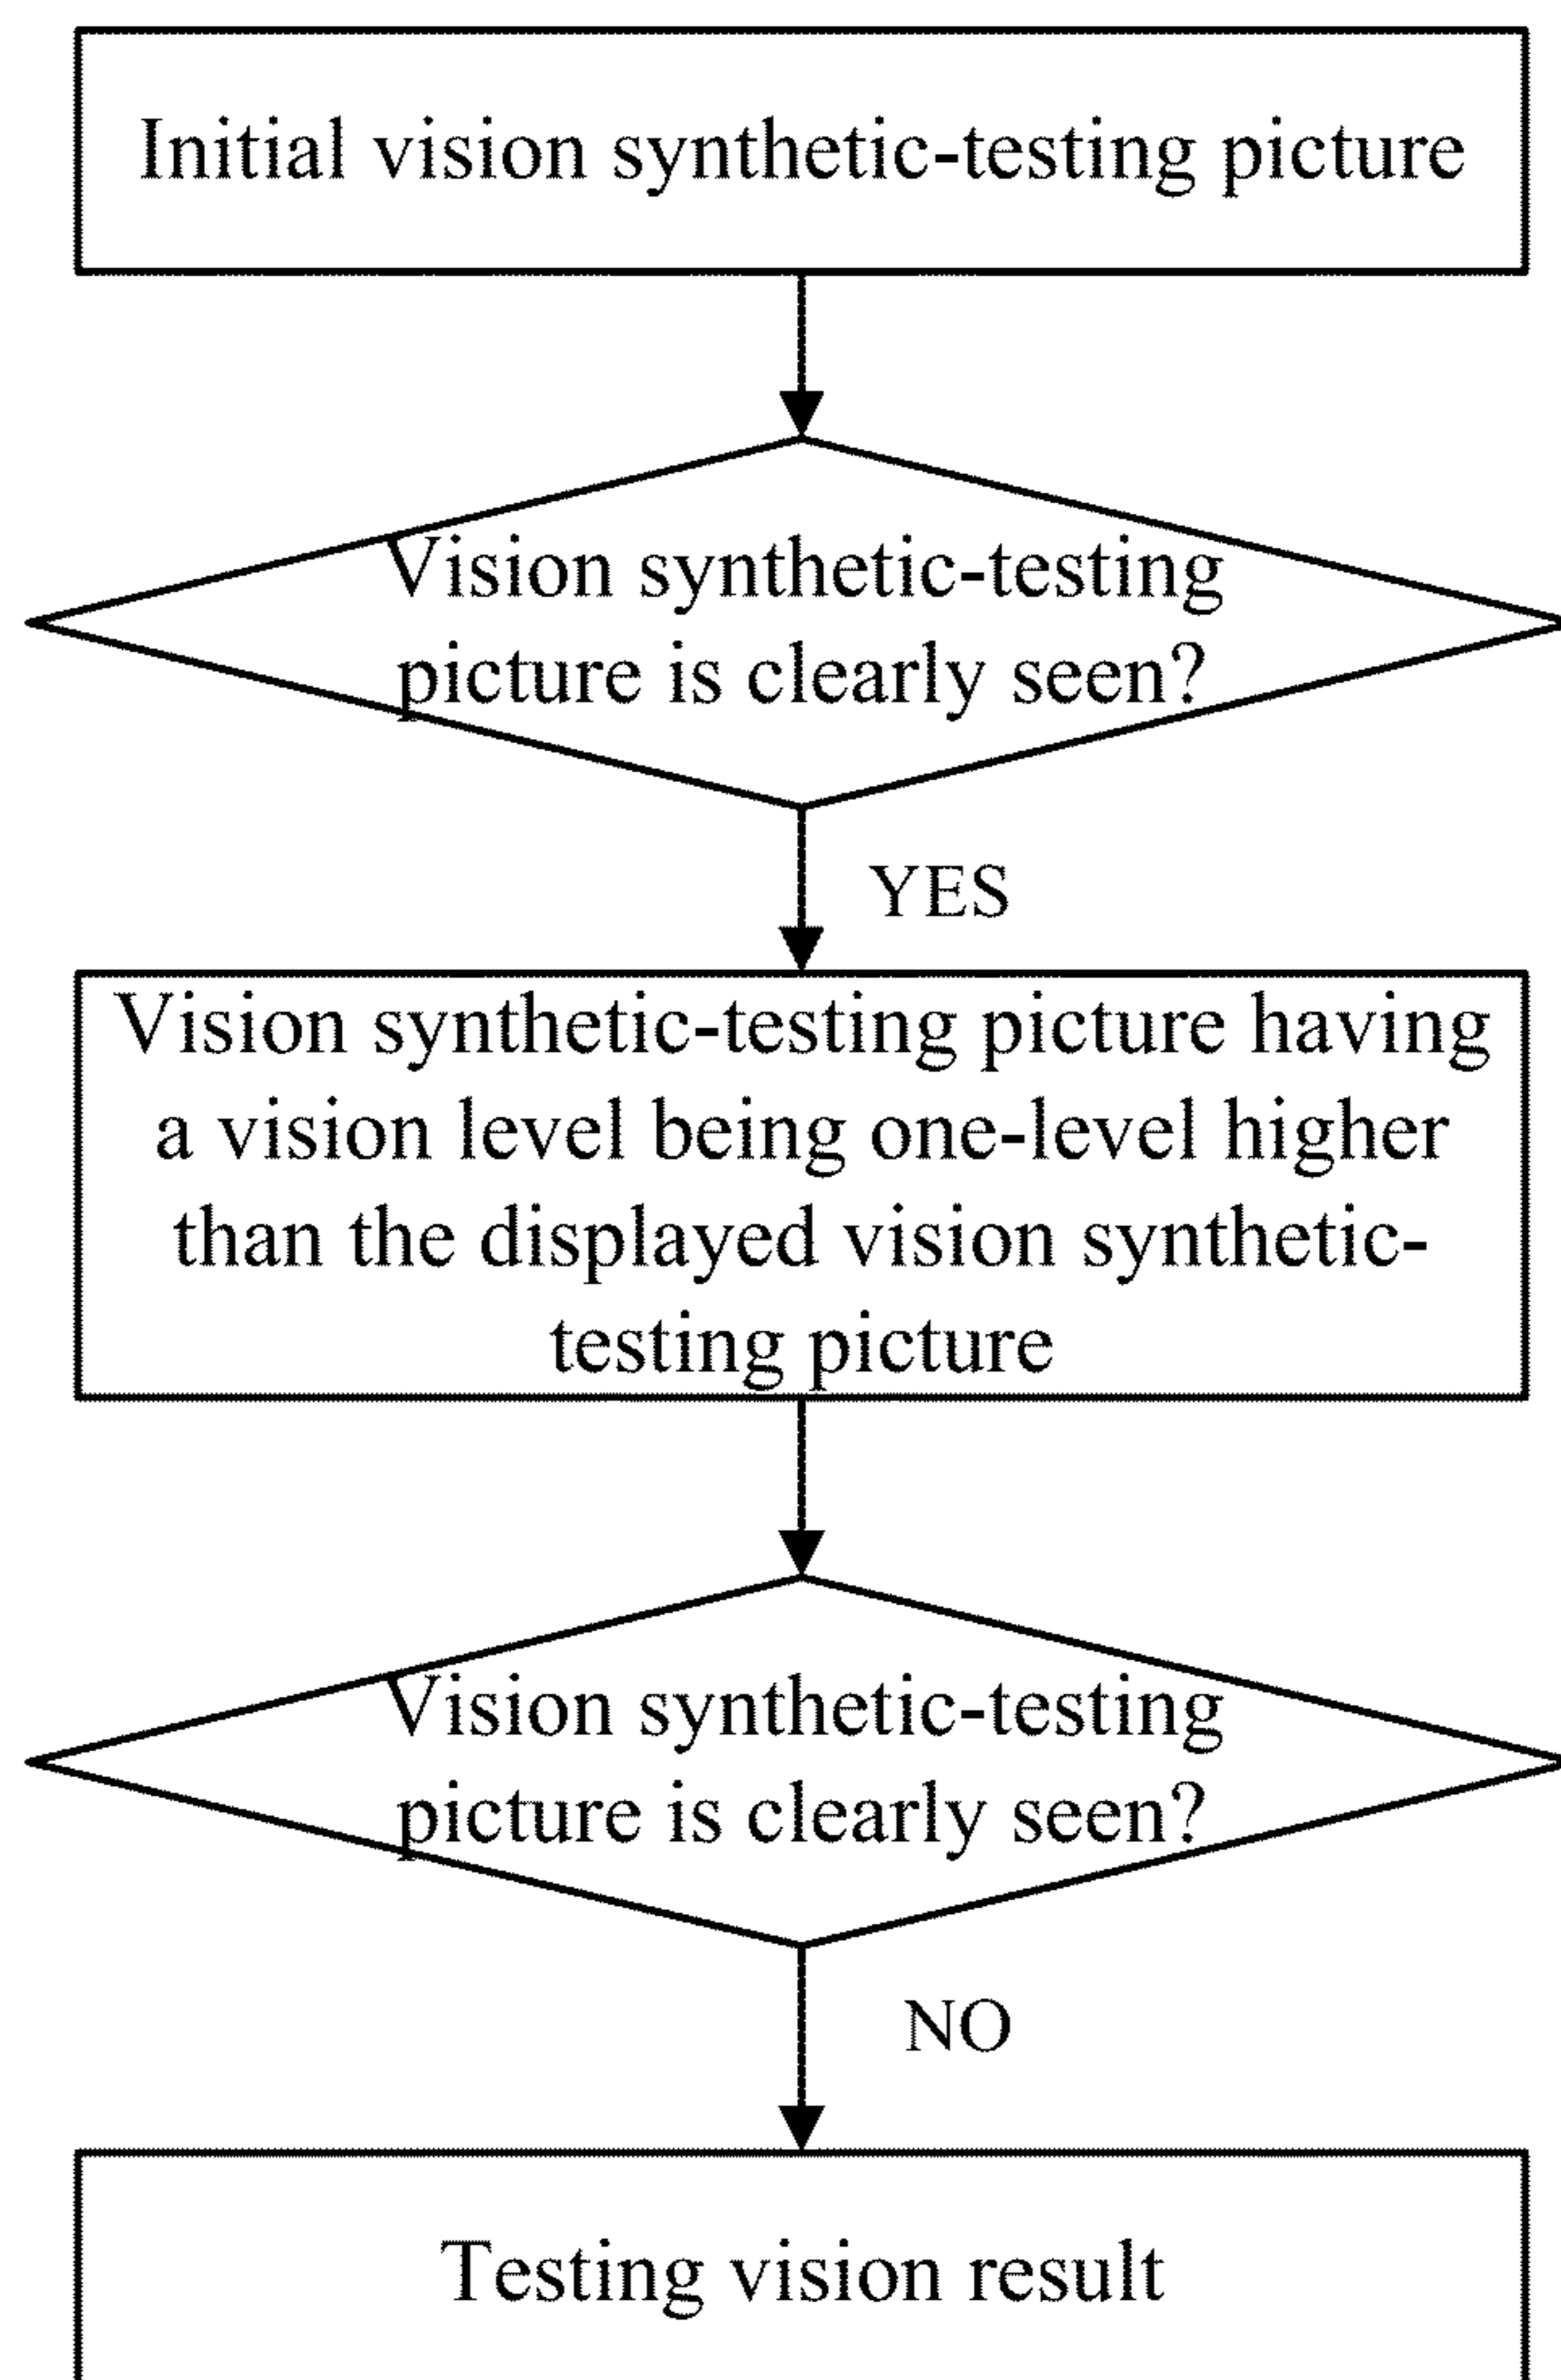 Initial vision synthetic-testing picture
Vision synthetic-testing
picture is clearly seen?
YES
Vision synthetic-testing picture having
a vision level being one-level higher
than the displayed vision synthetic-
testing picture
Vision synthetic-testing
picture is clearly seen?
NO
Testing vision result